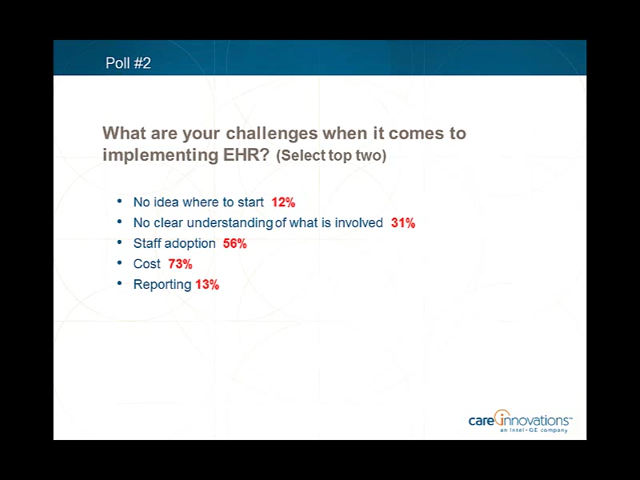 Poll #2
What are your challenges when it comes to
implementing EHR? (Select top two)
• No idea where to start 12%
• No clear understanding of what is involved 31%
• Staff adoption 56%
• Cost 73%
• Reporting 13%
care innovations™
an Intel • GE company